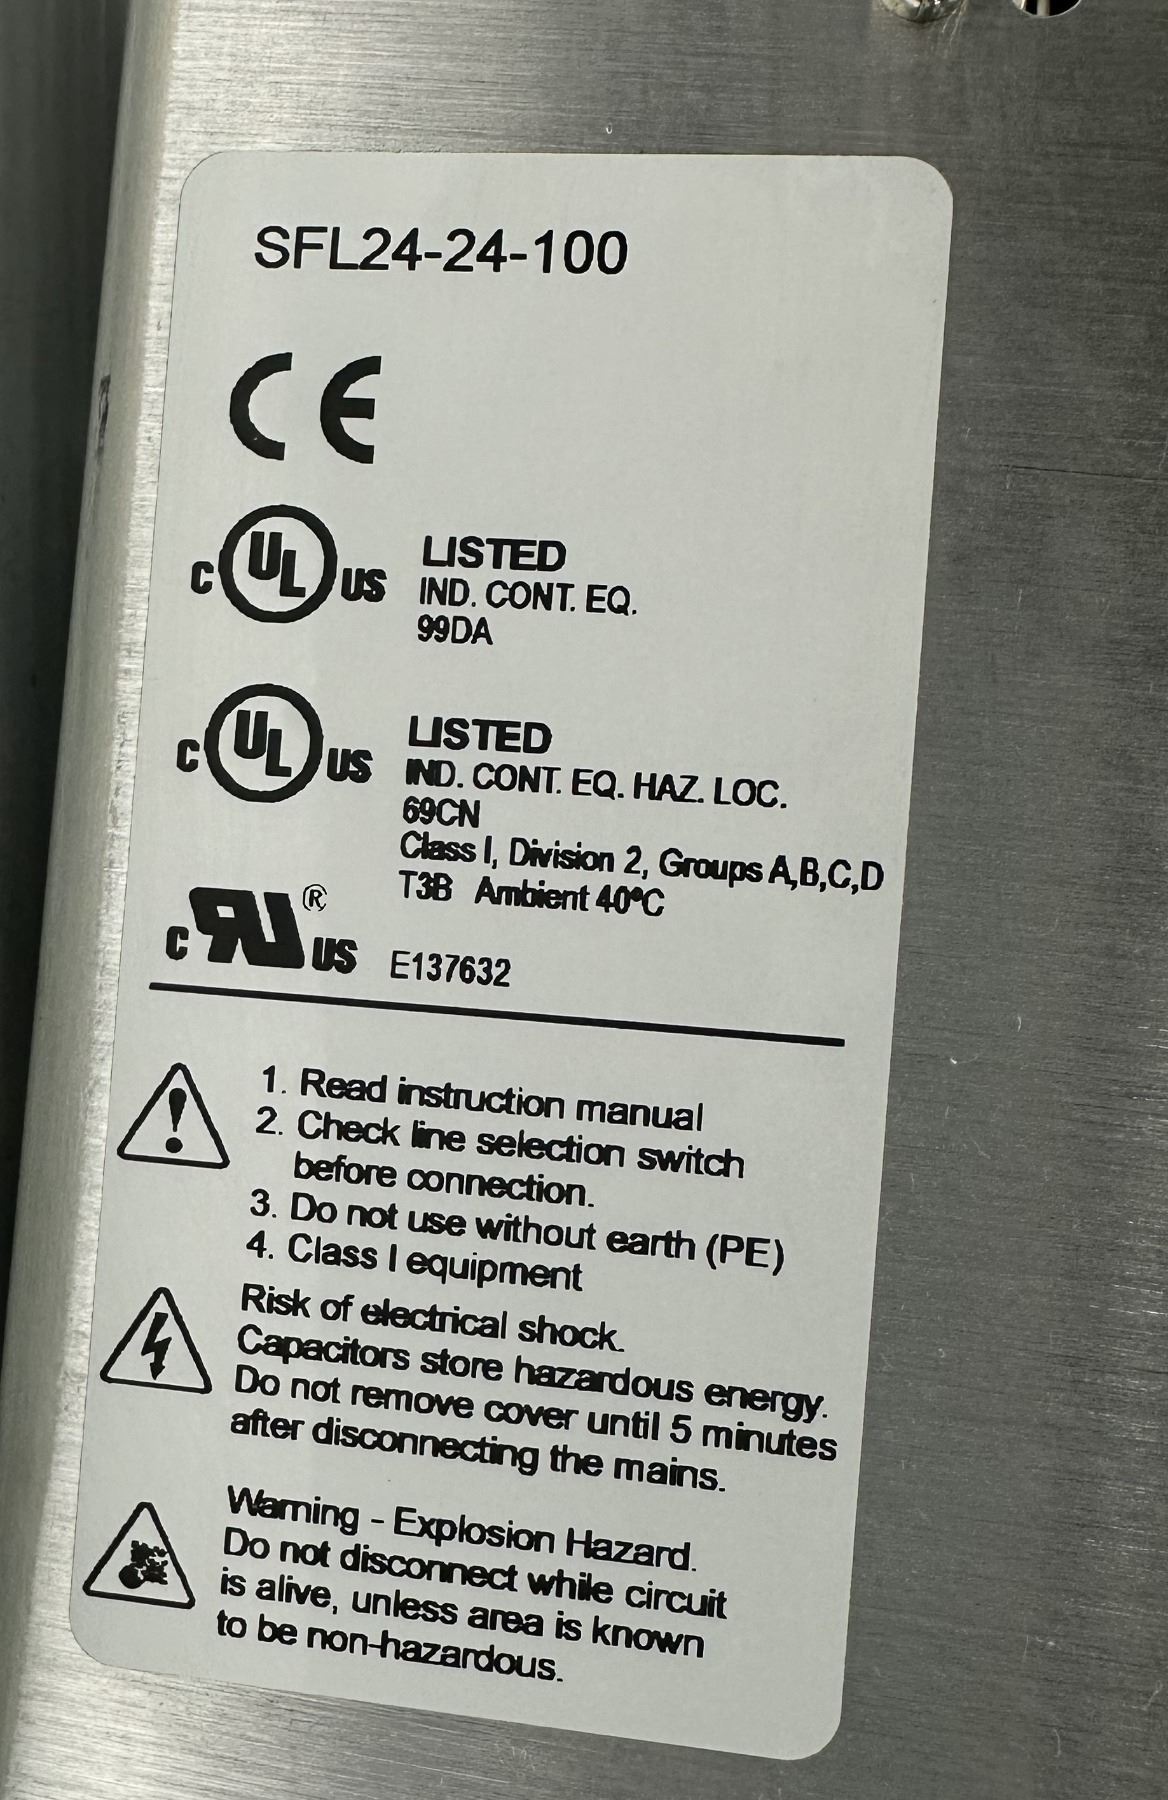 SFL24-24-100
CE
c UL us LISTED
IND. CONT. EQ.
99DA
c UL us LISTED
IND. CONT. EQ. HAZ. LOC.
69CN
Class I, Division 2, Groups A,B,C,D
T3B Ambient 40ºC
c RU ® us E137632
1. Read instruction manual
2. Check line selection switch
before connection.
3. Do not use without earth (PE)
4. Class I equipment
Risk of electrical shock.
Capacitors store hazardous energy.
Do not remove cover until 5 minutes
after disconnecting the mains.
Warning - Explosion Hazard.
Do not disconnect while circuit
is alive, unless area is known
to be non-hazardous.